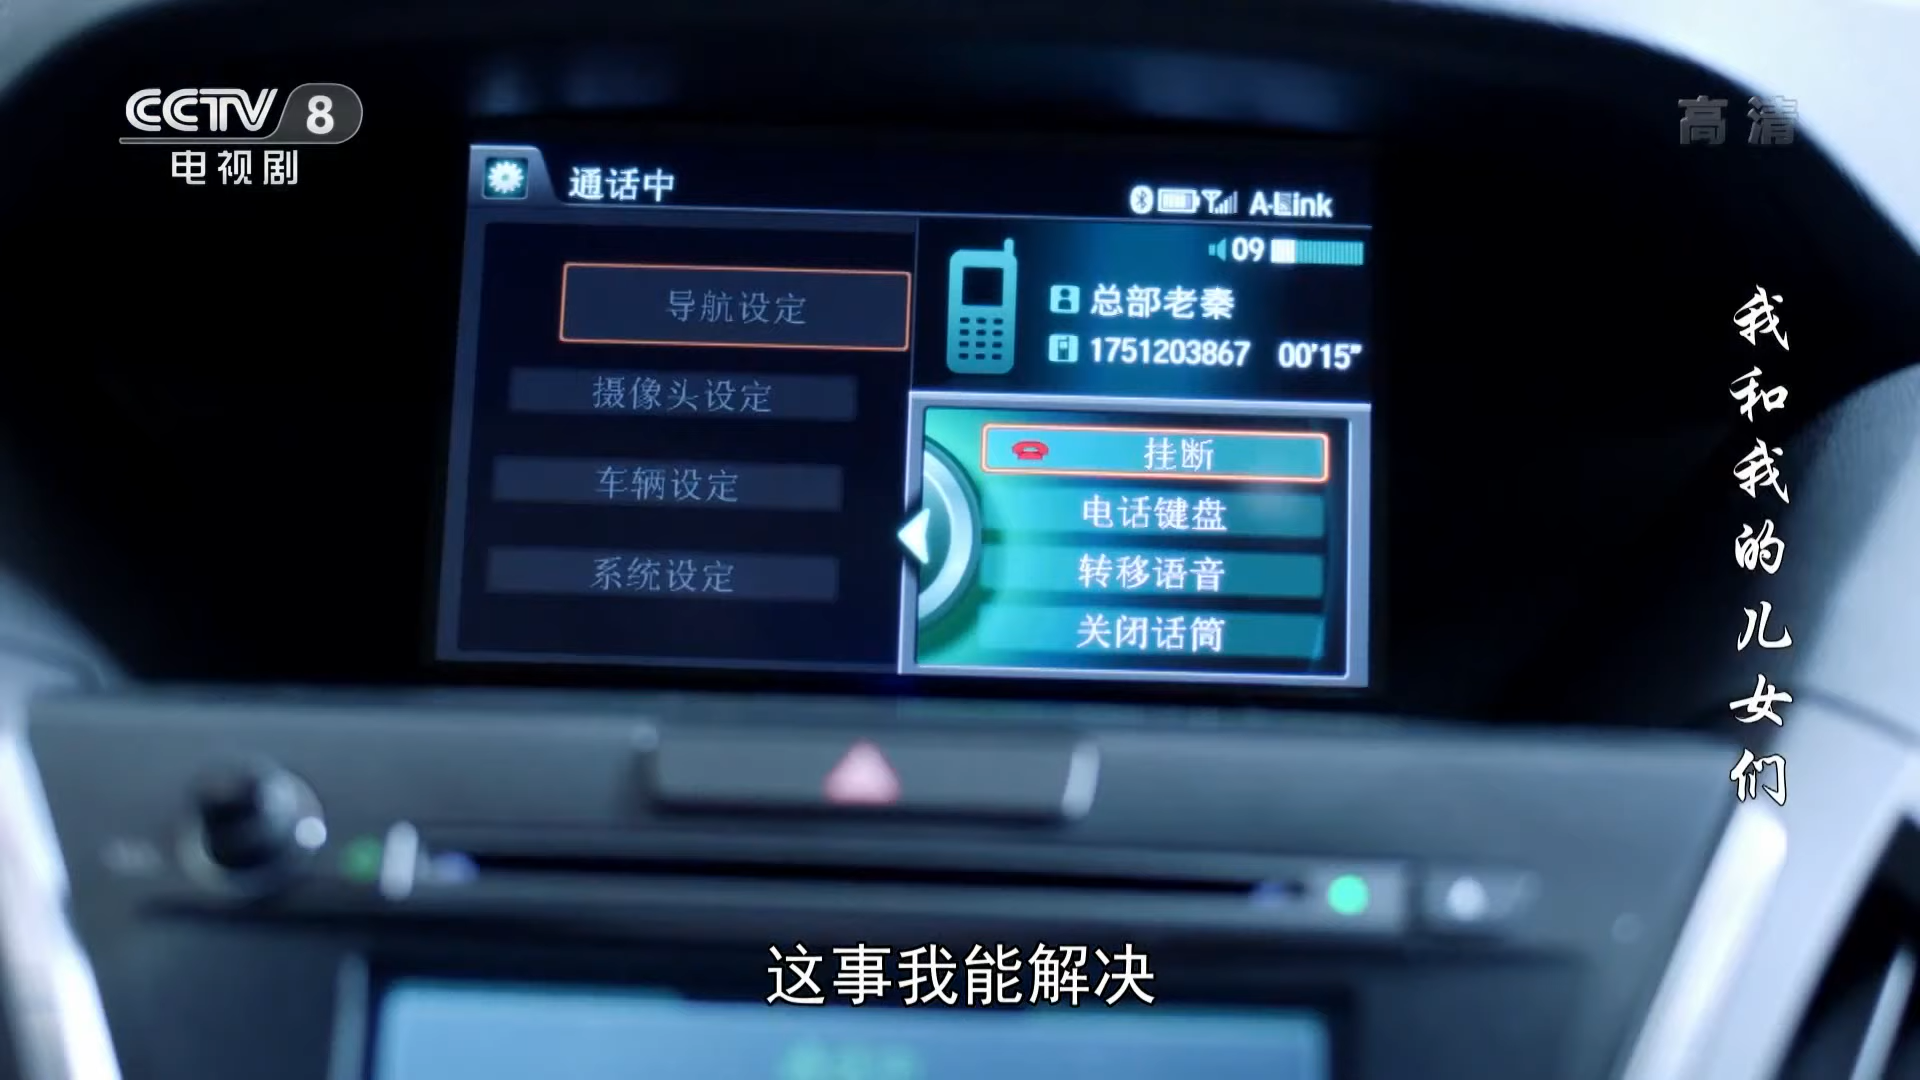 CCTV 8
电视剧
高清
通话中
A-Link
导航设定
摄像头设定
车辆设定
系统设定
09
总部老秦
1751203867 00'15"
挂断
电话键盘
转移语音
关闭话筒
我和我的儿女们
这事我能解决